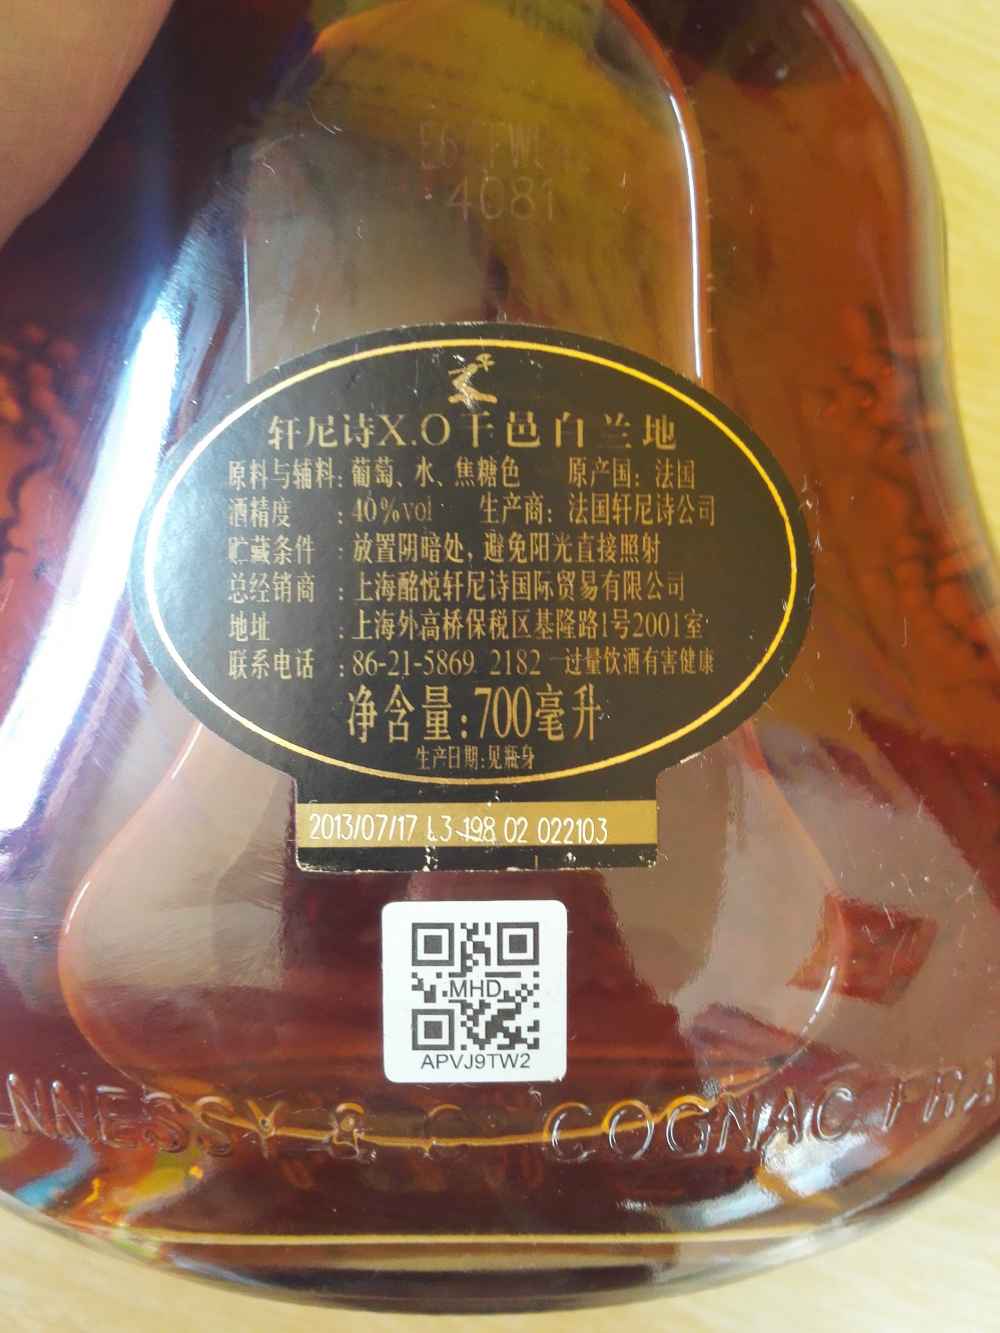 4081
轩尼诗X.O干邑白兰地
原料与辅料: 葡萄、水、焦糖色 原产国: 法国
酒精度 : 40%vol 生产商: 法国轩尼诗公司
贮藏条件 : 放置阴暗处, 避免阳光直接照射
总经销商 : 上海酩悦轩尼诗国际贸易有限公司
地址 : 上海外高桥保税区基隆路1号2001室
联系电话 : 86-21-5869 2182 过量饮酒有害健康
净含量: 700毫升
生产日期: 见瓶身
2013/07/17 L3 198 02 022103
MHD
APVJ9TW2
NNESSY & C° COGNAC FRA